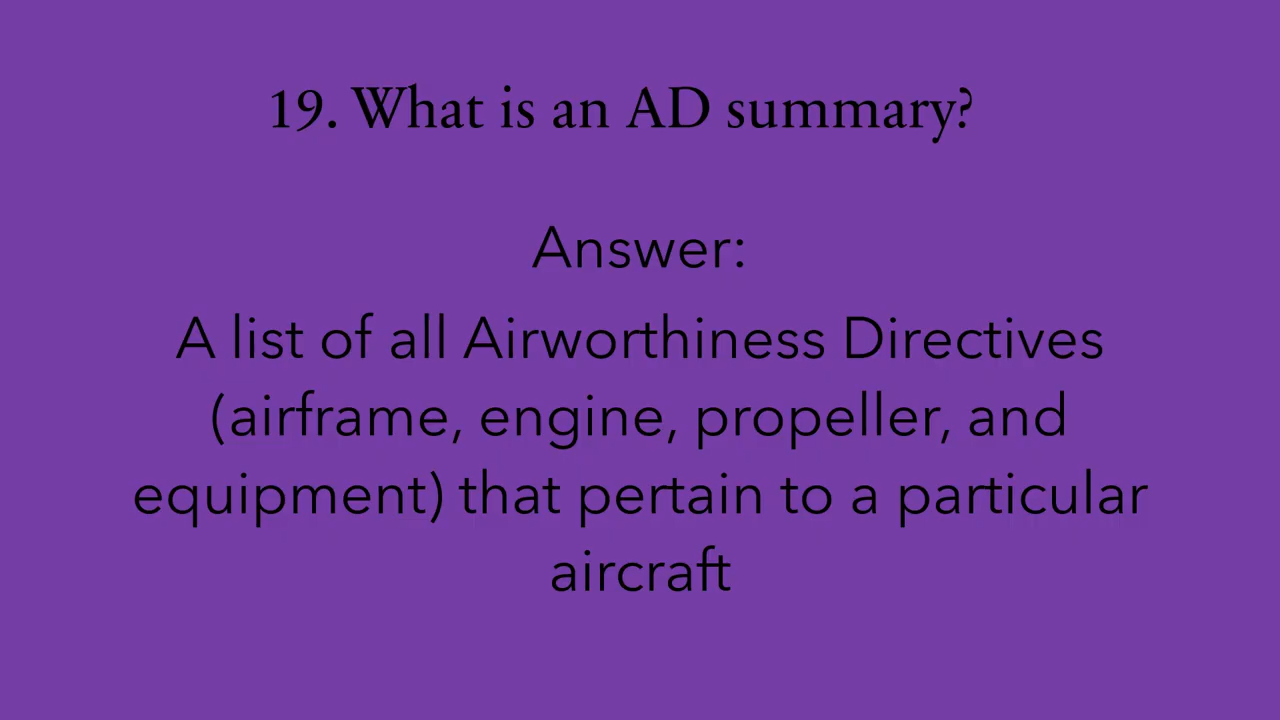 19. What is an AD summary?
Answer:
A list of all Airworthiness Directives
(airframe, engine, propeller, and
equipment) that pertain to a particular
aircraft